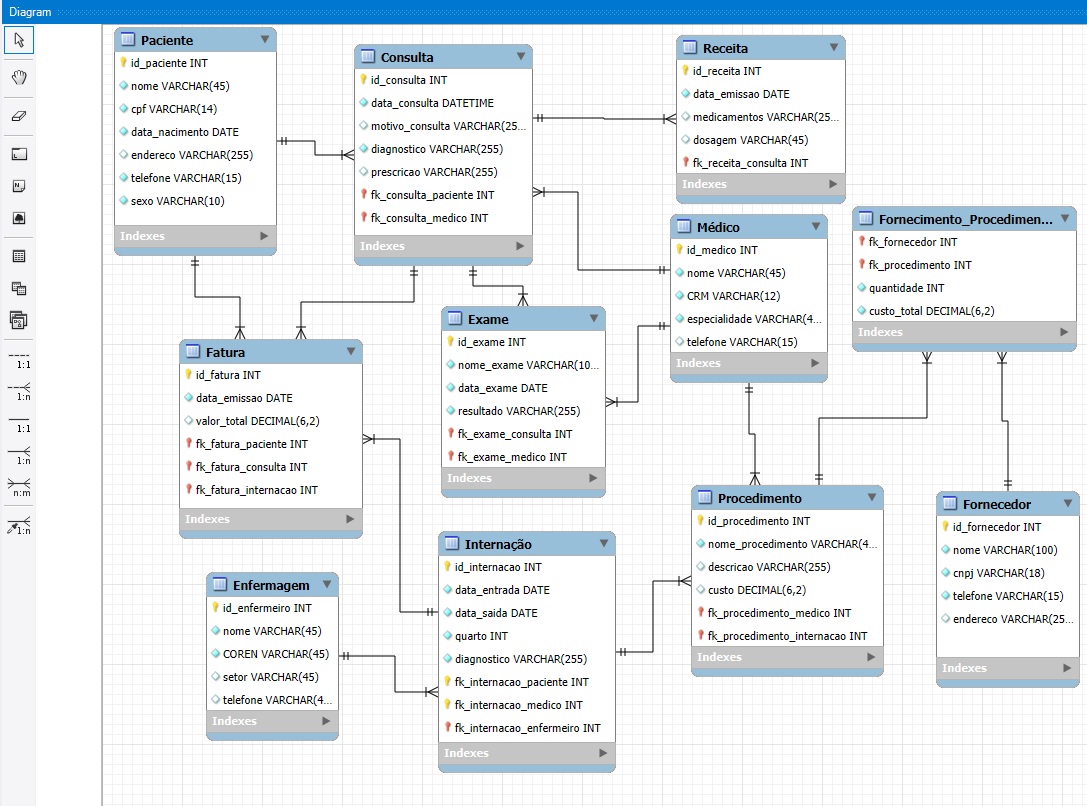 Diagram
1:1
1:n
1:1
1:n
n:m
1:n
Paciente
id_paciente INT
nome VARCHAR(45)
cpf VARCHAR(14)
data_nacimento DATE
endereco VARCHAR(255)
telefone VARCHAR(15)
sexo VARCHAR(10)
Indexes
Consulta
id_consulta INT
data_consulta DATETIME
motivo_consulta VARCHAR(25...
diagnostico VARCHAR(255)
prescricao VARCHAR(255)
fk_consulta_paciente INT
fk_consulta_medico INT
Indexes
Receita
id_receita INT
data_emissao DATE
medicamentos VARCHAR(25...
dosagem VARCHAR(45)
fk_receita_consulta INT
Indexes
Médico
id_medico INT
nome VARCHAR(45)
CRM VARCHAR(12)
especialidade VARCHAR(4...
telefone VARCHAR(15)
Indexes
Fornecimento_Procedimen...
fk_fornecedor INT
fk_procedimento INT
quantidade INT
custo_total DECIMAL(6,2)
Indexes
Fatura
id_fatura INT
data_emissao DATE
valor_total DECIMAL(6,2)
fk_fatura_paciente INT
fk_fatura_consulta INT
fk_fatura_internacao INT
Indexes
Exame
id_exame INT
nome_exame VARCHAR(10...
data_exame DATE
resultado VARCHAR(255)
fk_exame_consulta INT
fk_exame_medico INT
Indexes
Procedimento
id_procedimento INT
nome_procedimento VARCHAR(4...
descricao VARCHAR(255)
custo DECIMAL(6,2)
fk_procedimento_medico INT
fk_procedimento_internacao INT
Indexes
Fornecedor
id_fornecedor INT
nome VARCHAR(100)
cnpj VARCHAR(18)
telefone VARCHAR(15)
endereco VARCHAR(25...
Indexes
Enfermagem
id_enfermeiro INT
nome VARCHAR(45)
COREN VARCHAR(45)
setor VARCHAR(45)
telefone VARCHAR(4...
Indexes
Internação
id_internacao INT
data_entrada DATE
data_saida DATE
quarto INT
diagnostico VARCHAR(255)
fk_internacao_paciente INT
fk_internacao_medico INT
fk_internacao_enfermeiro INT
Indexes